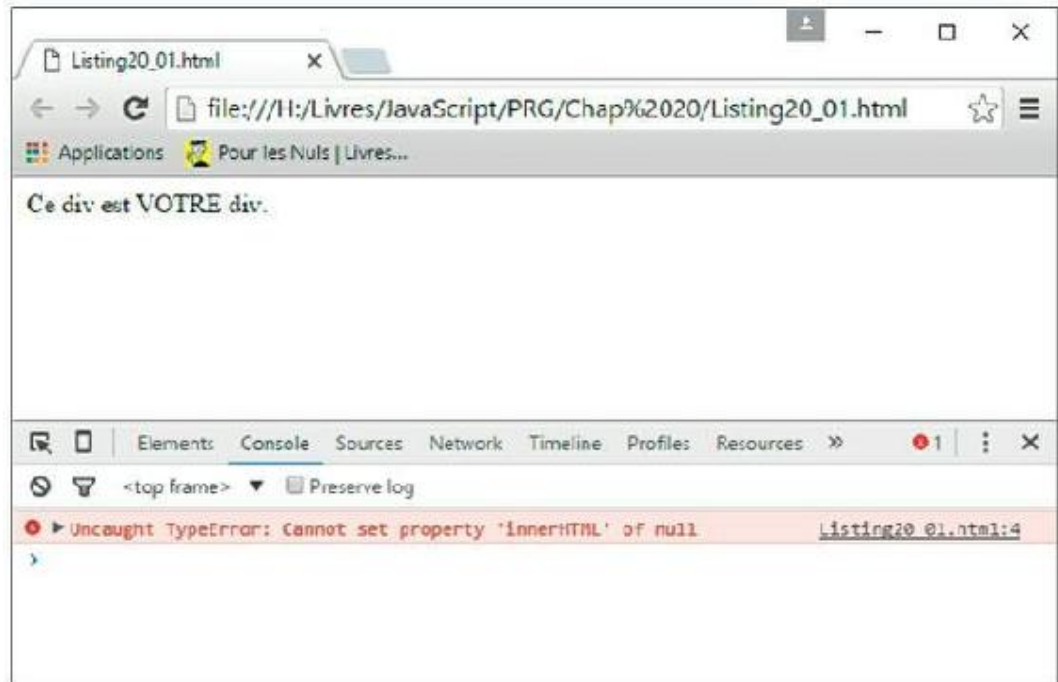 Listing20_01.html
file:///H:/Livres/JavaScript/PRG/Chap%2020/Listing20_01.html
Applications Pour les Nuls | Livres...
Ce div est VOTRE div.
Elements Console Sources Network Timeline Profiles Resources » 1
<top frame> ▼ Preserve log
Uncaught TypeError: Cannot set property 'innerHTML' of null Listing20_01.html:4